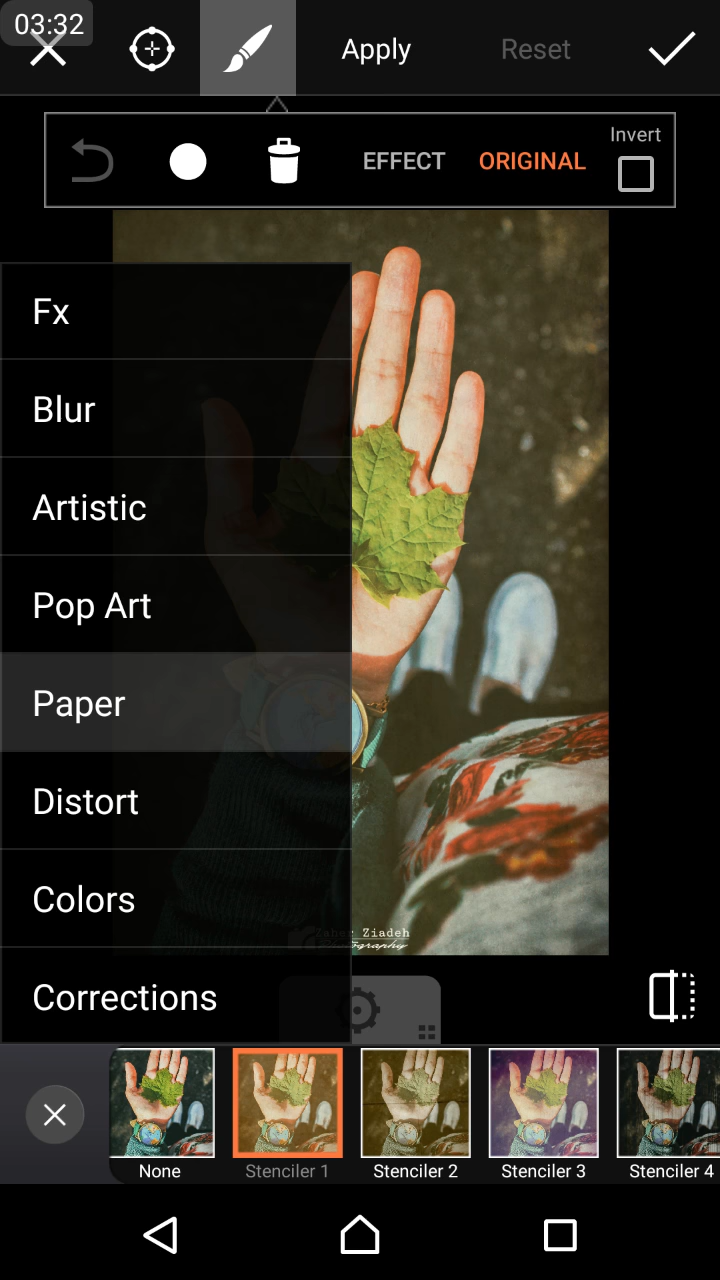 03:32
Apply
Reset
Invert
EFFECT
ORIGINAL
Fx
Blur
Artistic
Pop Art
Paper
Distort
Colors
Corrections
Ziadeh
None
Stenciler 1
Stenciler 2
Stenciler 3
Stenciler 4